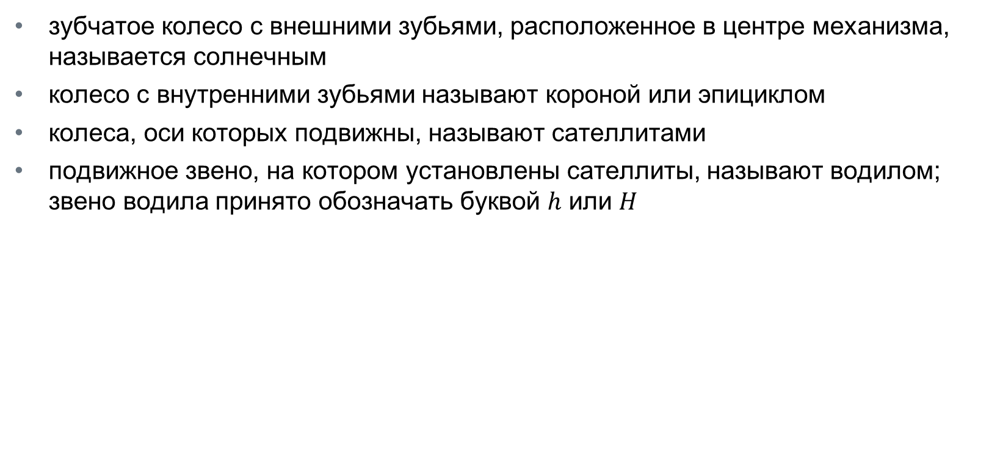 • зубчатое колесо с внешними зубьями, расположенное в центре механизма,
называется солнечным
• колесо с внутренними зубьями называют короной или эпициклом
• колеса, оси которых подвижны, называют сателлитами
• подвижное звено, на котором установлены сателлиты, называют водилом;
звено водила принято обозначать буквой h или H